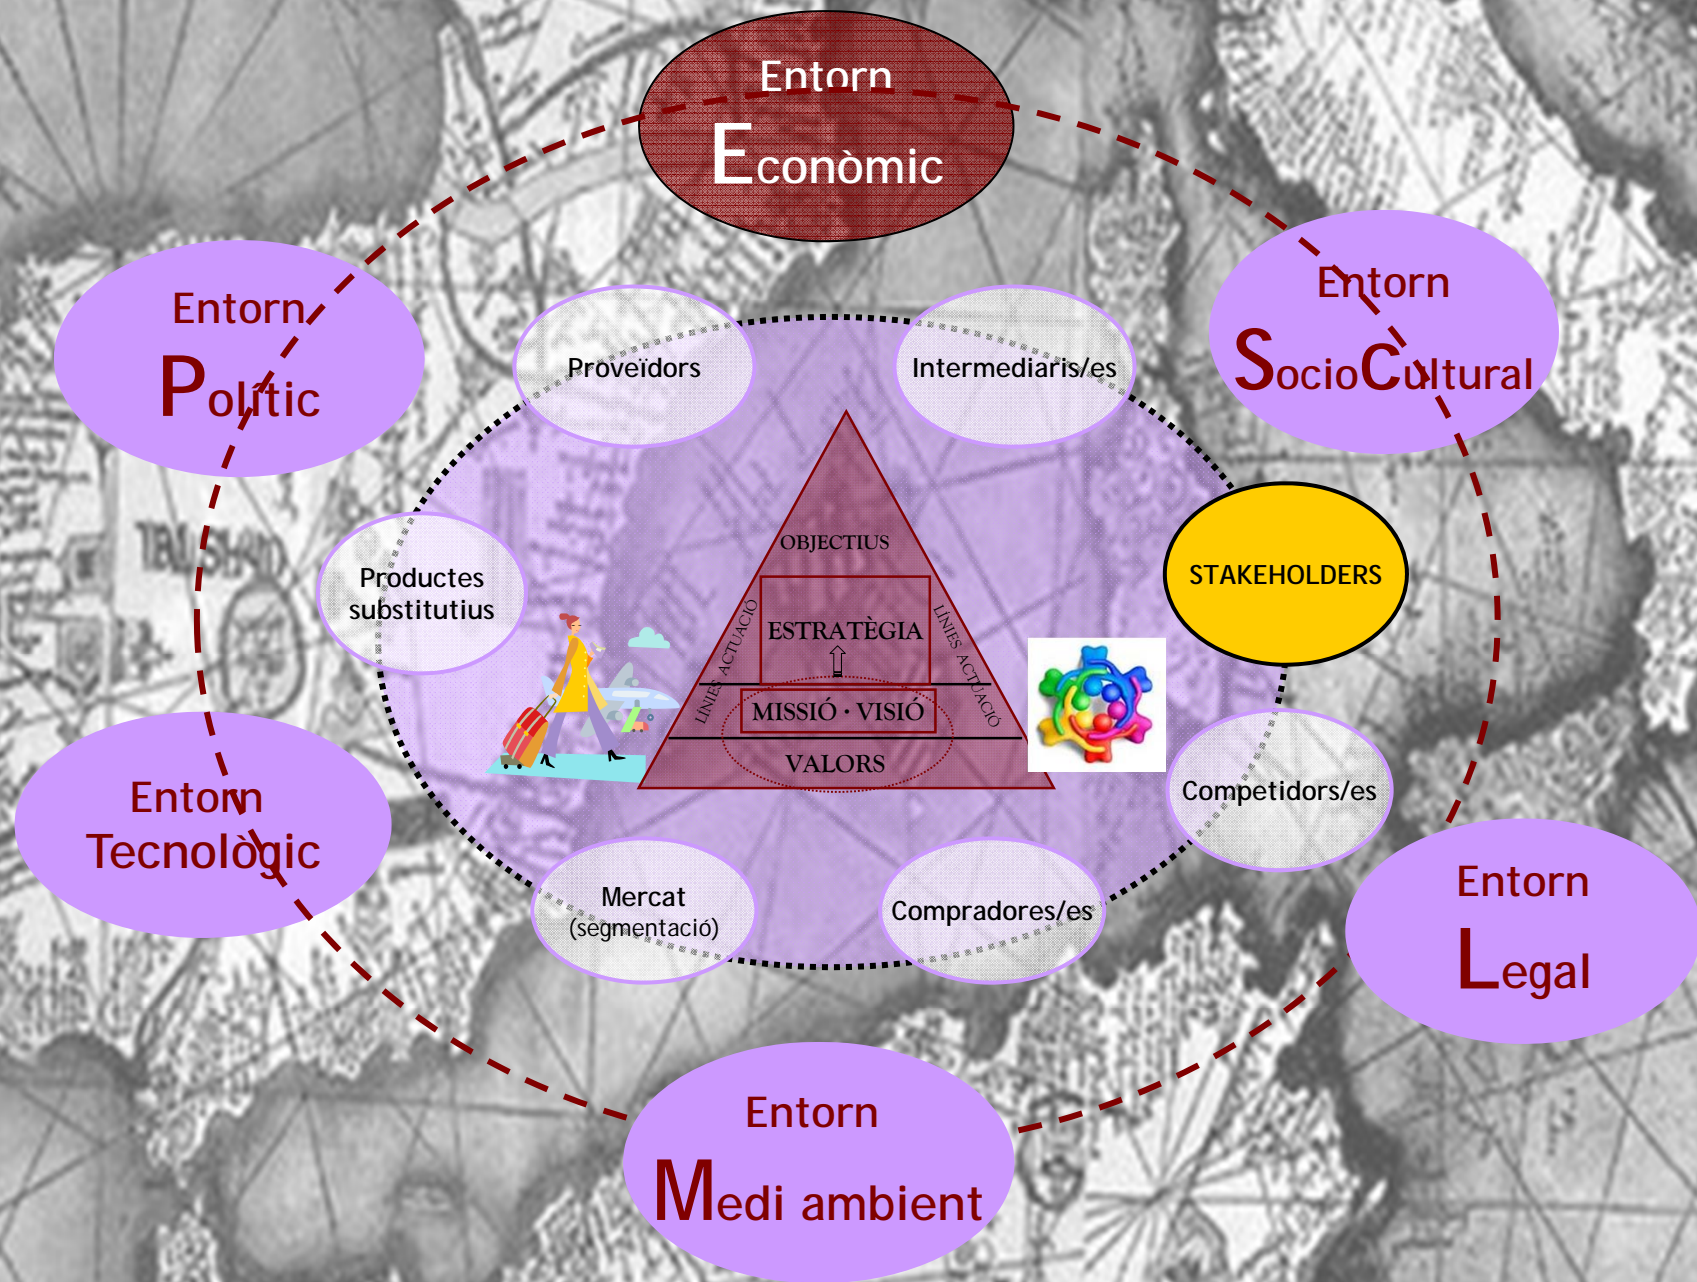 Entorn
Econòmic
Entorn
Polític
Entorn
SocioCultural
Proveïdors
Intermediaris/es
Productes
substitutius
STAKEHOLDERS
OBJECTIUS
ESTRATÈGIA
LÍNIES ACTUACIÓ
LÍNIES ACTUACIÓ
MISSIÓ · VISIÓ
VALORS
Entorn
Tecnològic
Competidors/es
Mercat
(segmentació)
Compradores/es
Entorn
Legal
Entorn
Medi ambient